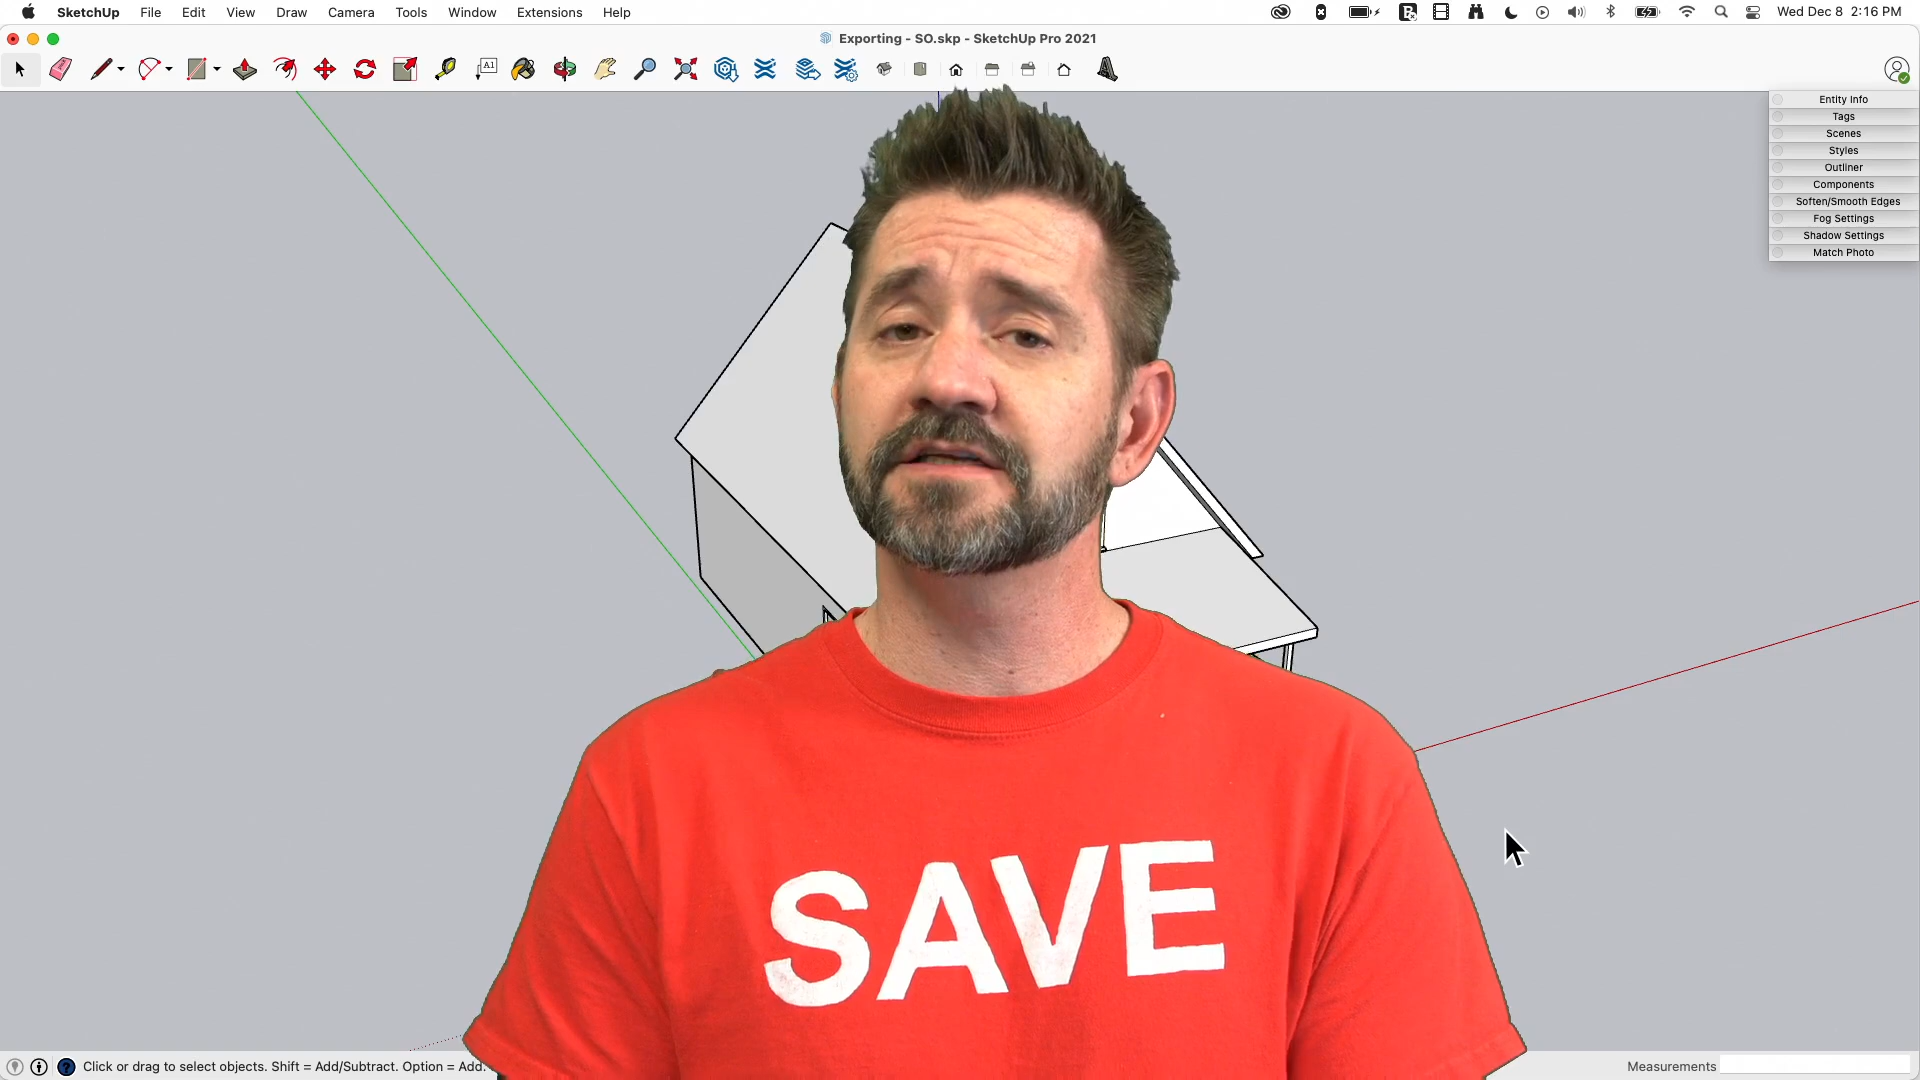 SketchUp File Edit View Draw Camera Tools Window Extensions Help Wed Dec 8 2:16 PM
Exporting - SO.skp - SketchUp Pro 2021
A1
Entity Info
Tags
Scenes
Styles
Outliner
Components
Soften/Smooth Edges
Fog Settings
Shadow Settings
Match Photo
SAVE
Click or drag to select objects. Shift = Add/Subtract. Option = Add.
Measurements